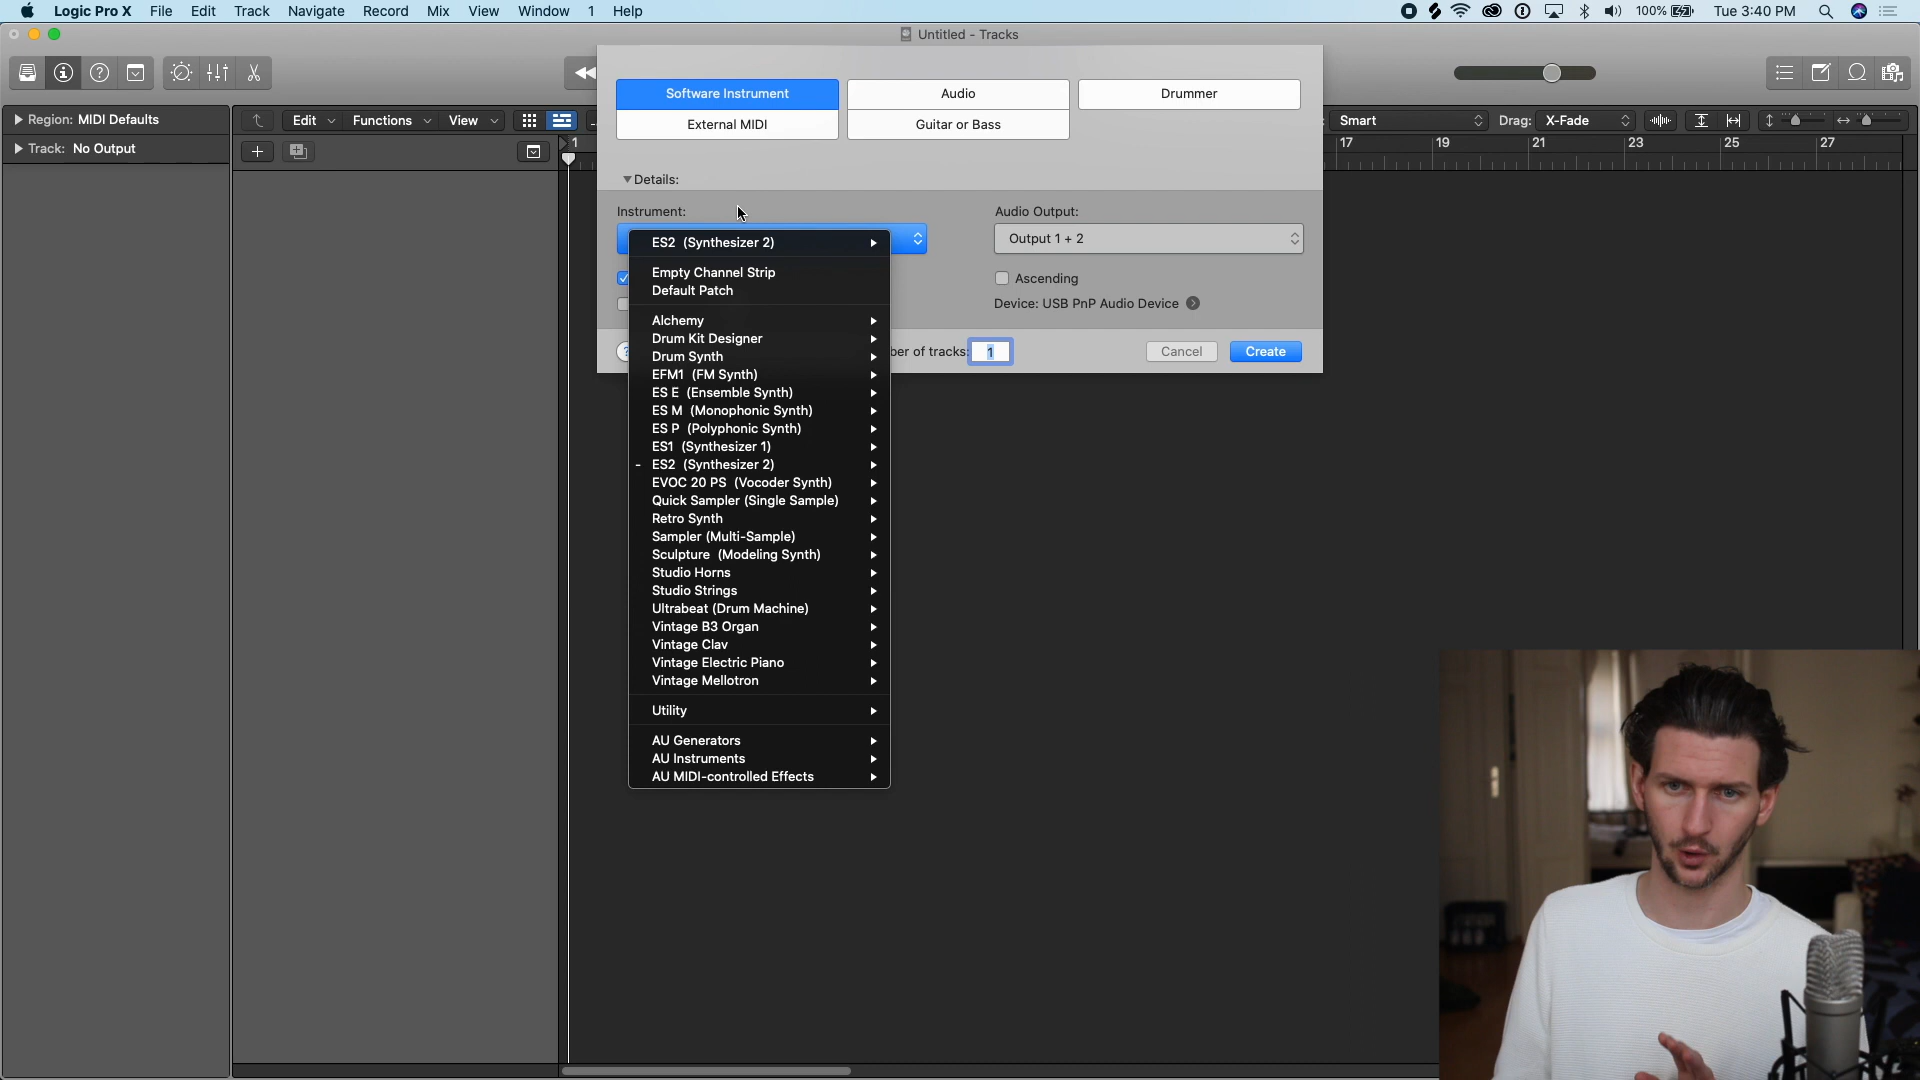 Logic Pro X File Edit Track Navigate Record Mix View Window 1 Help 100% Tue 3:40 PM
Untitled - Tracks
Software Instrument Audio Drummer
External MIDI Guitar or Bass
Region: MIDI Defaults
Edit Functions View Smart Drag: X-Fade
Track: No Output
1 17 19 21 23 25 27
Details:
Instrument: Audio Output:
Output 1 + 2
ES2 (Synthesizer 2)
Empty Channel Strip
Ascending
Default Patch
Device: USB PnP Audio Device
Alchemy
Drum Kit Designer
ber of tracks: 1 Cancel Create
Drum Synth
EFM1 (FM Synth)
ES E (Ensemble Synth)
ES M (Monophonic Synth)
ES P (Polyphonic Synth)
ES1 (Synthesizer 1)
- ES2 (Synthesizer 2)
EVOC 20 PS (Vocoder Synth)
Quick Sampler (Single Sample)
Retro Synth
Sampler (Multi-Sample)
Sculpture (Modeling Synth)
Studio Horns
Studio Strings
Ultrabeat (Drum Machine)
Vintage B3 Organ
Vintage Clav
Vintage Electric Piano
Vintage Mellotron
Utility
AU Generators
AU Instruments
AU MIDI-controlled Effects